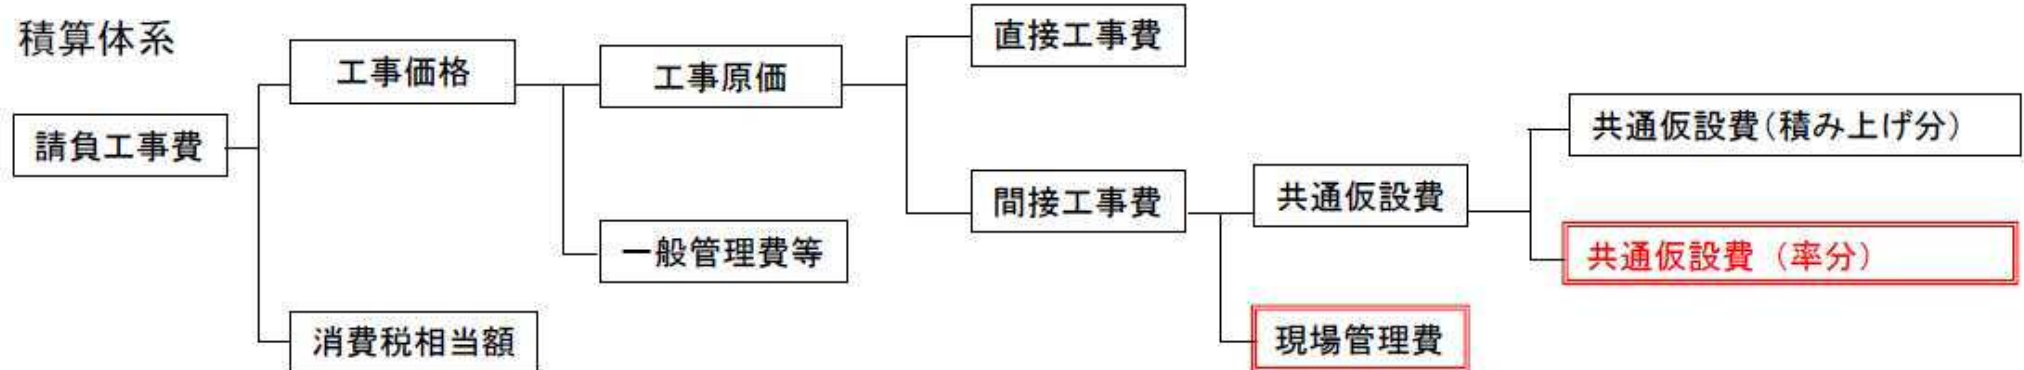 積算体系
請負工事費
工事価格
消費税相当額
工事原価
一般管理費等
直接工事費
間接工事費
共通仮設費
現場管理費
共通仮設費（積み上げ分）
共通仮設費（率分）